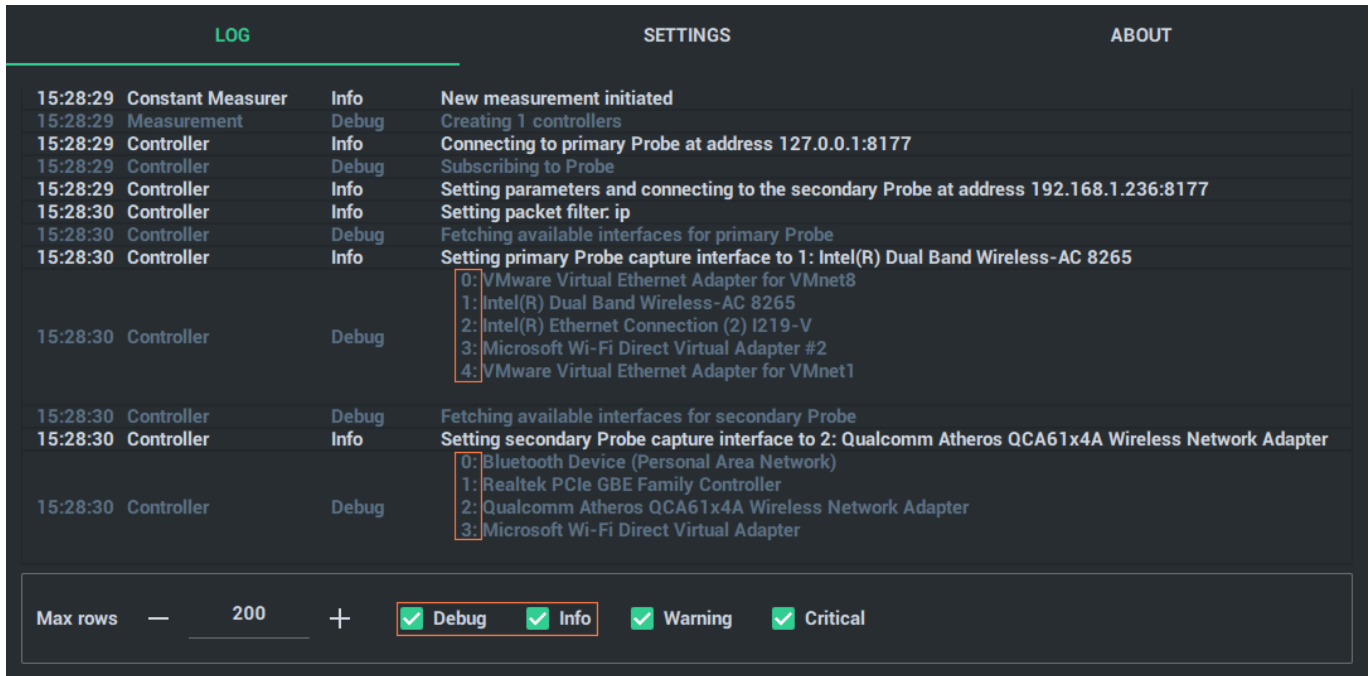 LOG SETTINGS ABOUT
15:28:29 Constant Measurer Info New measurement initiated
15:28:29 Measurement Debug Creating 1 controllers
15:28:29 Controller Info Connecting to primary Probe at address 127.0.0.1:8177
15:28:29 Controller Debug Subscribing to Probe
15:28:29 Controller Info Setting parameters and connecting to the secondary Probe at address 192.168.1.236:8177
15:28:30 Controller Info Setting packet filter: ip
15:28:30 Controller Debug Fetching available interfaces for primary Probe
15:28:30 Controller Info Setting primary Probe capture interface to 1: Intel(R) Dual Band Wireless-AC 8265
0: VMware Virtual Ethernet Adapter for VMnet8
1: Intel(R) Dual Band Wireless-AC 8265
15:28:30 Controller Debug 2: Intel(R) Ethernet Connection (2) I219-V
3: Microsoft Wi-Fi Direct Virtual Adapter #2
4: VMware Virtual Ethernet Adapter for VMnet1
15:28:30 Controller Debug Fetching available interfaces for secondary Probe
15:28:30 Controller Info Setting secondary Probe capture interface to 2: Qualcomm Atheros QCA61x4A Wireless Network Adapter
0: Bluetooth Device (Personal Area Network)
1: Realtek PCIe GBE Family Controller
15:28:30 Controller Debug 2: Qualcomm Atheros QCA61x4A Wireless Network Adapter
3: Microsoft Wi-Fi Direct Virtual Adapter
Max rows — 200 + Debug Info Warning Critical